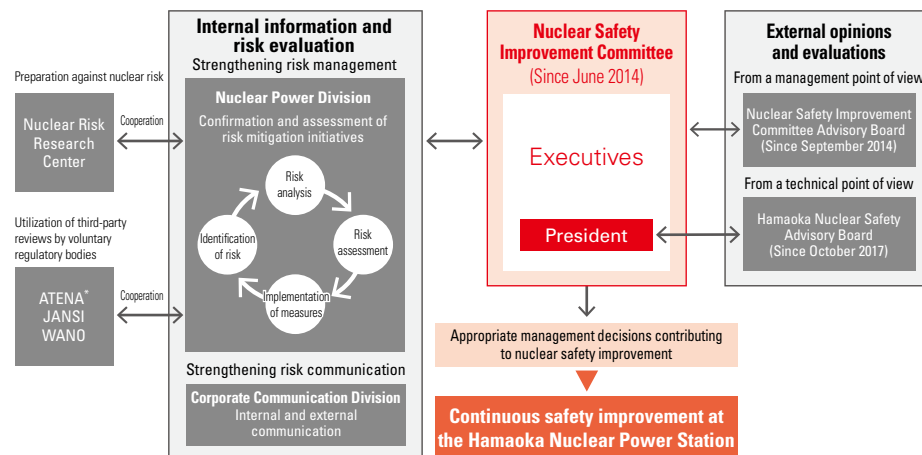 Preparation against nuclear risk
Nuclear Risk
Research
Center
Cooperation
Utilization of third-party
reviews by voluntary
regulatory bodies
ATENA*
JANSI
WANO
Cooperation
Internal information and
risk evaluation
Strengthening risk management
Nuclear Power Division
Confirmation and assessment of
risk mitigation initiatives
Risk
analysis
Risk
assessment
Implementation
of measures
Identification
of risk
Strengthening risk communication
Corporate Communication Division
Internal and external
communication
Nuclear Safety
Improvement Committee
(Since June 2014)
Executives
President
Appropriate management decisions contributing
to nuclear safety improvement
Continuous safety improvement at
the Hamaoka Nuclear Power Station
External opinions
and evaluations
From a management point of view
Nuclear Safety Improvement
Committee Advisory Board
(Since September 2014)
From a technical point of view
Hamaoka Nuclear Safety
Advisory Board
(Since October 2017)